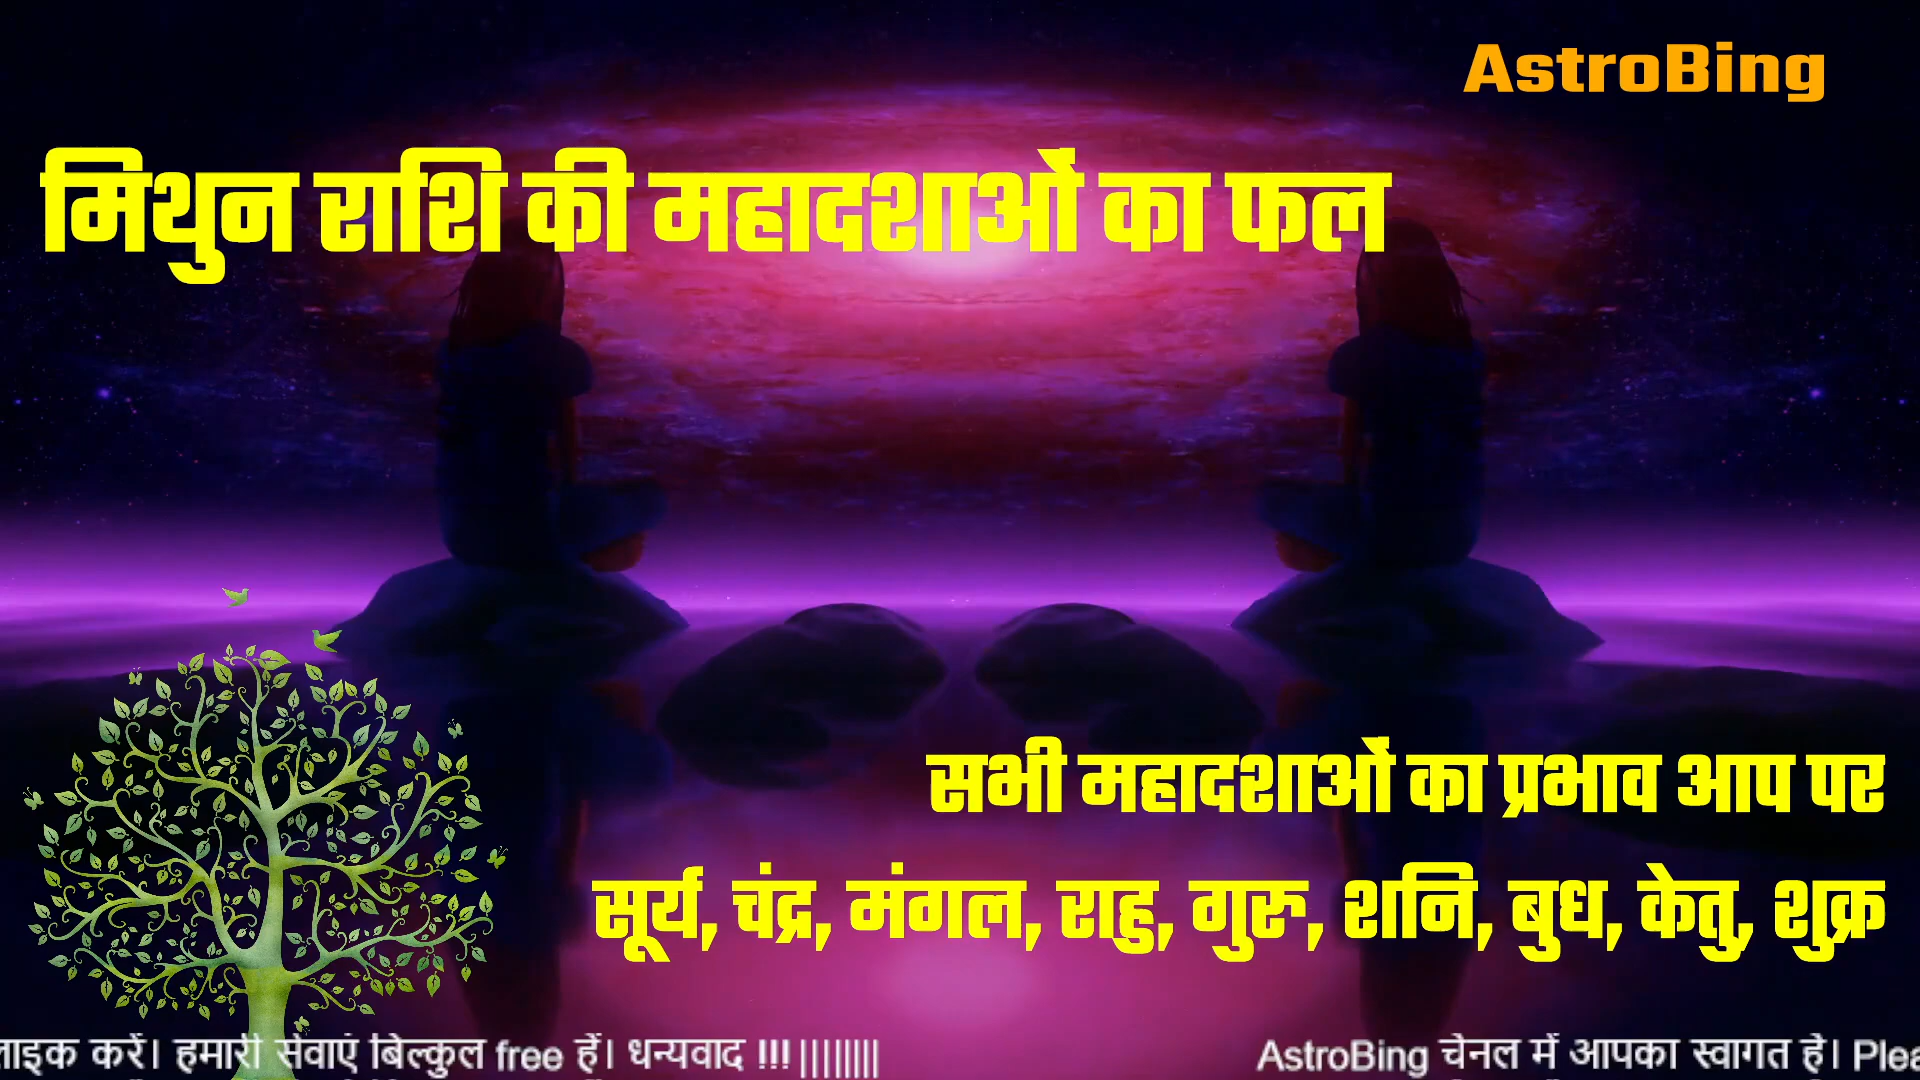 AstroBing
मिथुन राशि की महादशाओं का फल
सभी महादशाओं का प्रभाव आप पर
सूर्य, चंद्र, मंगल, राहु, गुरु, शनि, बुध, केतु, शुक्र
करें। हमारी सेवाएं बिल्कुल free हें। धन्यवाद !!! ||||||||| AstroBing चेनल में आपका स्वागत हे।